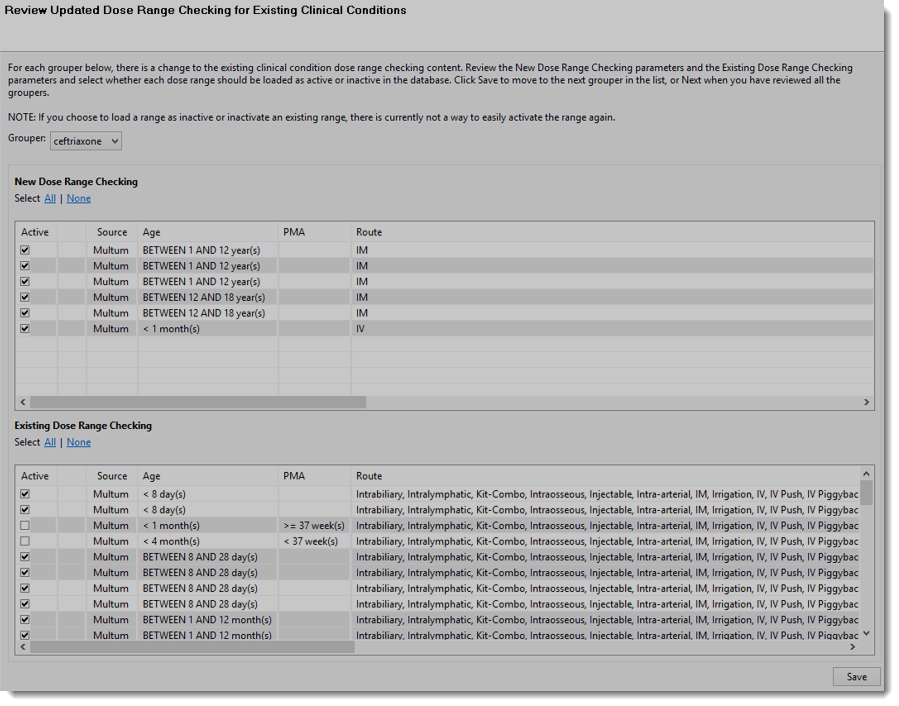 Review Updated Dose Range Checking for Existing Clinical Conditions
For each grouper below, there is a change to the existing clinical condition dose range checking content. Review the New Dose Range Checking parameters and the Existing Dose Range Checking
parameters and select whether each dose range should be loaded as active or inactive in the database. Click Save to move to the next grouper in the list, or Next when you have reviewed all the
groupers.
NOTE: If you choose to load a range as inactive or inactivate an existing range, there is currently not a way to easily activate the range again.
Grouper: ceftriaxone
New Dose Range Checking
Select All | None
Active Source Age PMA Route
Multum BETWEEN 1 AND 12 year(s) IM
Multum BETWEEN 1 AND 12 year(s) IM
Multum BETWEEN 1 AND 12 year(s) IM
Multum BETWEEN 12 AND 18 year(s) IM
Multum BETWEEN 12 AND 18 year(s) IM
Multum < 1 month(s) IV
Existing Dose Range Checking
Select All | None
Active Source Age PMA Route
Multum < 8 day(s) Intrabiliary, Intralymphatic, Kit-Combo, Intraosseous, Injectable, Intra-arterial, IM, Irrigation, IV, IV Push, IV Piggybac
Multum < 8 day(s) Intrabiliary, Intralymphatic, Kit-Combo, Intraosseous, Injectable, Intra-arterial, IM, Irrigation, IV, IV Push, IV Piggybac
Multum < 1 month(s) >= 37 week(s) Intrabiliary, Intralymphatic, Kit-Combo, Intraosseous, Injectable, Intra-arterial, IM, Irrigation, IV, IV Push, IV Piggybac
Multum < 4 month(s) < 37 week(s) Intrabiliary, Intralymphatic, Kit-Combo, Intraosseous, Injectable, Intra-arterial, IM, Irrigation, IV, IV Push, IV Piggybac
Multum BETWEEN 8 AND 28 day(s) Intrabiliary, Intralymphatic, Kit-Combo, Intraosseous, Injectable, Intra-arterial, IM, Irrigation, IV, IV Push, IV Piggybac
Multum BETWEEN 8 AND 28 day(s) Intrabiliary, Intralymphatic, Kit-Combo, Intraosseous, Injectable, Intra-arterial, IM, Irrigation, IV, IV Push, IV Piggybac
Multum BETWEEN 8 AND 28 day(s) Intrabiliary, Intralymphatic, Kit-Combo, Intraosseous, Injectable, Intra-arterial, IM, Irrigation, IV, IV Push, IV Piggybac
Multum BETWEEN 8 AND 28 day(s) Intrabiliary, Intralymphatic, Kit-Combo, Intraosseous, Injectable, Intra-arterial, IM, Irrigation, IV, IV Push, IV Piggybac
Multum BETWEEN 1 AND 12 month(s) Intrabiliary, Intralymphatic, Kit-Combo, Intraosseous, Injectable, Intra-arterial, IM, Irrigation, IV, IV Push, IV Piggybac
Multum BETWEEN 1 AND 12 month(s) Intrabiliary, Intralymphatic, Kit-Combo, Intraosseous, Injectable, Intra-arterial, IM, Irrigation, IV, IV Push, IV Piggybac
Save